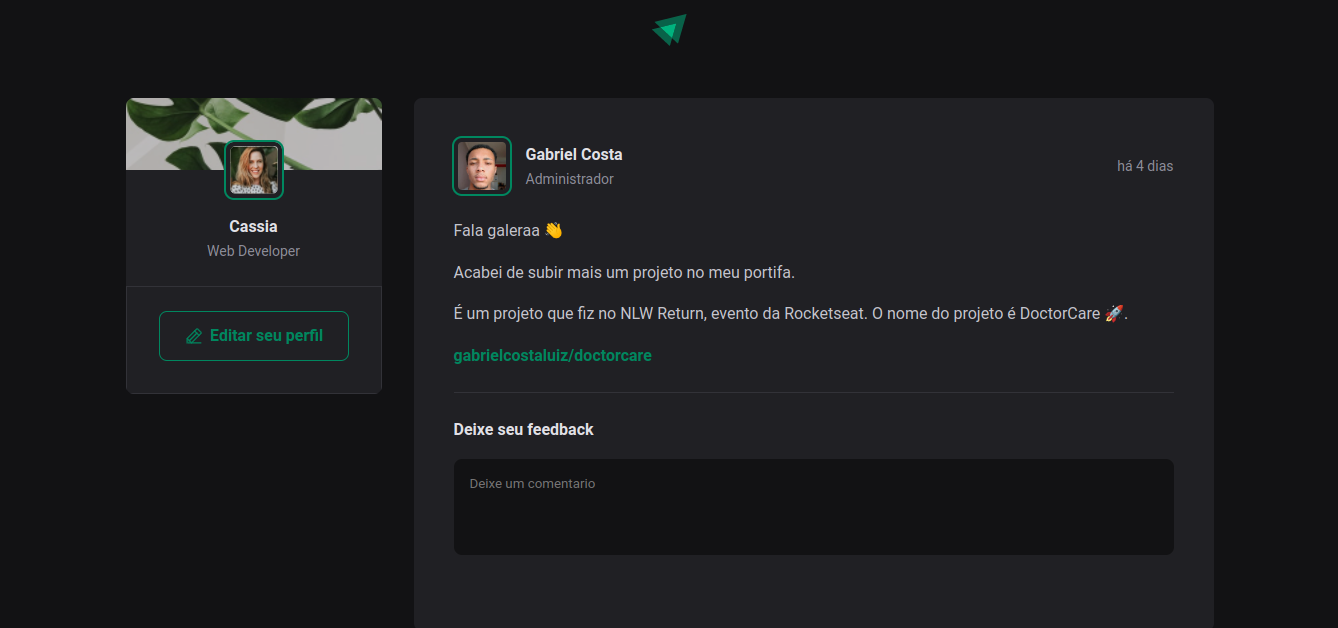 Cassia
Web Developer
Editar seu perfil
Gabriel Costa
Administrador
há 4 dias
Fala galeraa 👋
Acabei de subir mais um projeto no meu portifa.
É um projeto que fiz no NLW Return, evento da Rocketseat. O nome do projeto é DoctorCare 🚀.
gabrielcostaluiz/doctorcare
Deixe seu feedback
Deixe um comentario